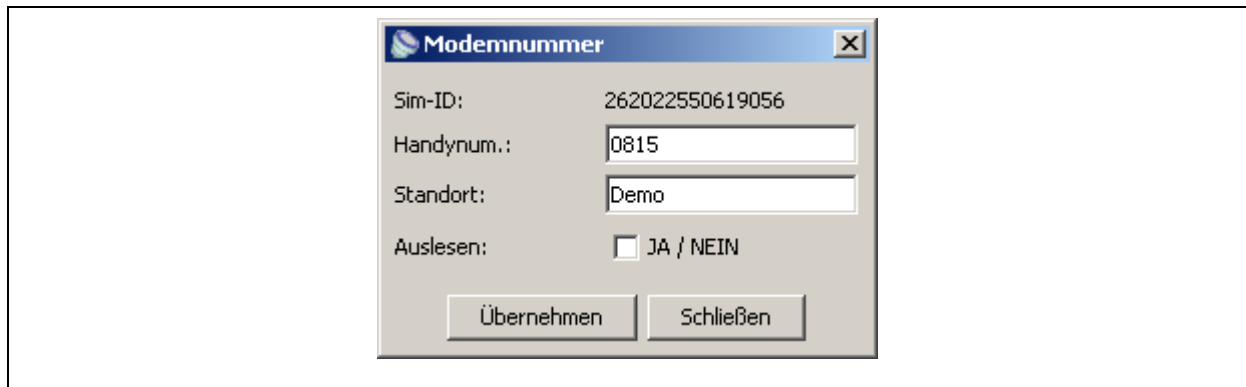 Modemnummer
Sim-ID: 262022550619056
Handynum.: 0815
Standort: Demo
Auslesen: JA / NEIN
Übernehmen Schließen